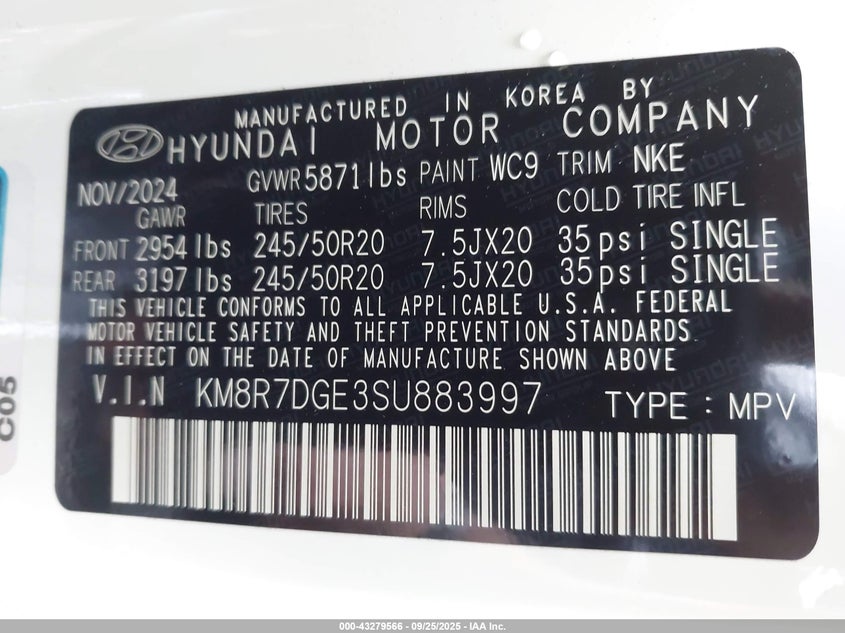 MANUFACTURED IN KOREA BY
HYUNDAI MOTOR COMPANY
NOV/2024 GVWR 5871lbs PAINT WC9 TRIM NKE
GAWR TIRES RIMS COLD TIRE INFL
FRONT 2954 lbs 245/50R20 7.5JX20 35psi SINGLE
REAR 3197 lbs 245/50R20 7.5JX20 35psi SINGLE
THIS VEHICLE CONFORMS TO ALL APPLICABLE U.S.A. FEDERAL
MOTOR VEHICLE SAFETY AND THEFT PREVENTION STANDARDS
IN EFFECT ON THE DATE OF MANUFACTURE SHOWN ABOVE
V.I.N KM8R7DGE3SU883997 TYPE : MPV
C05
000-43279566 - 09/25/2025 - IAA Inc.